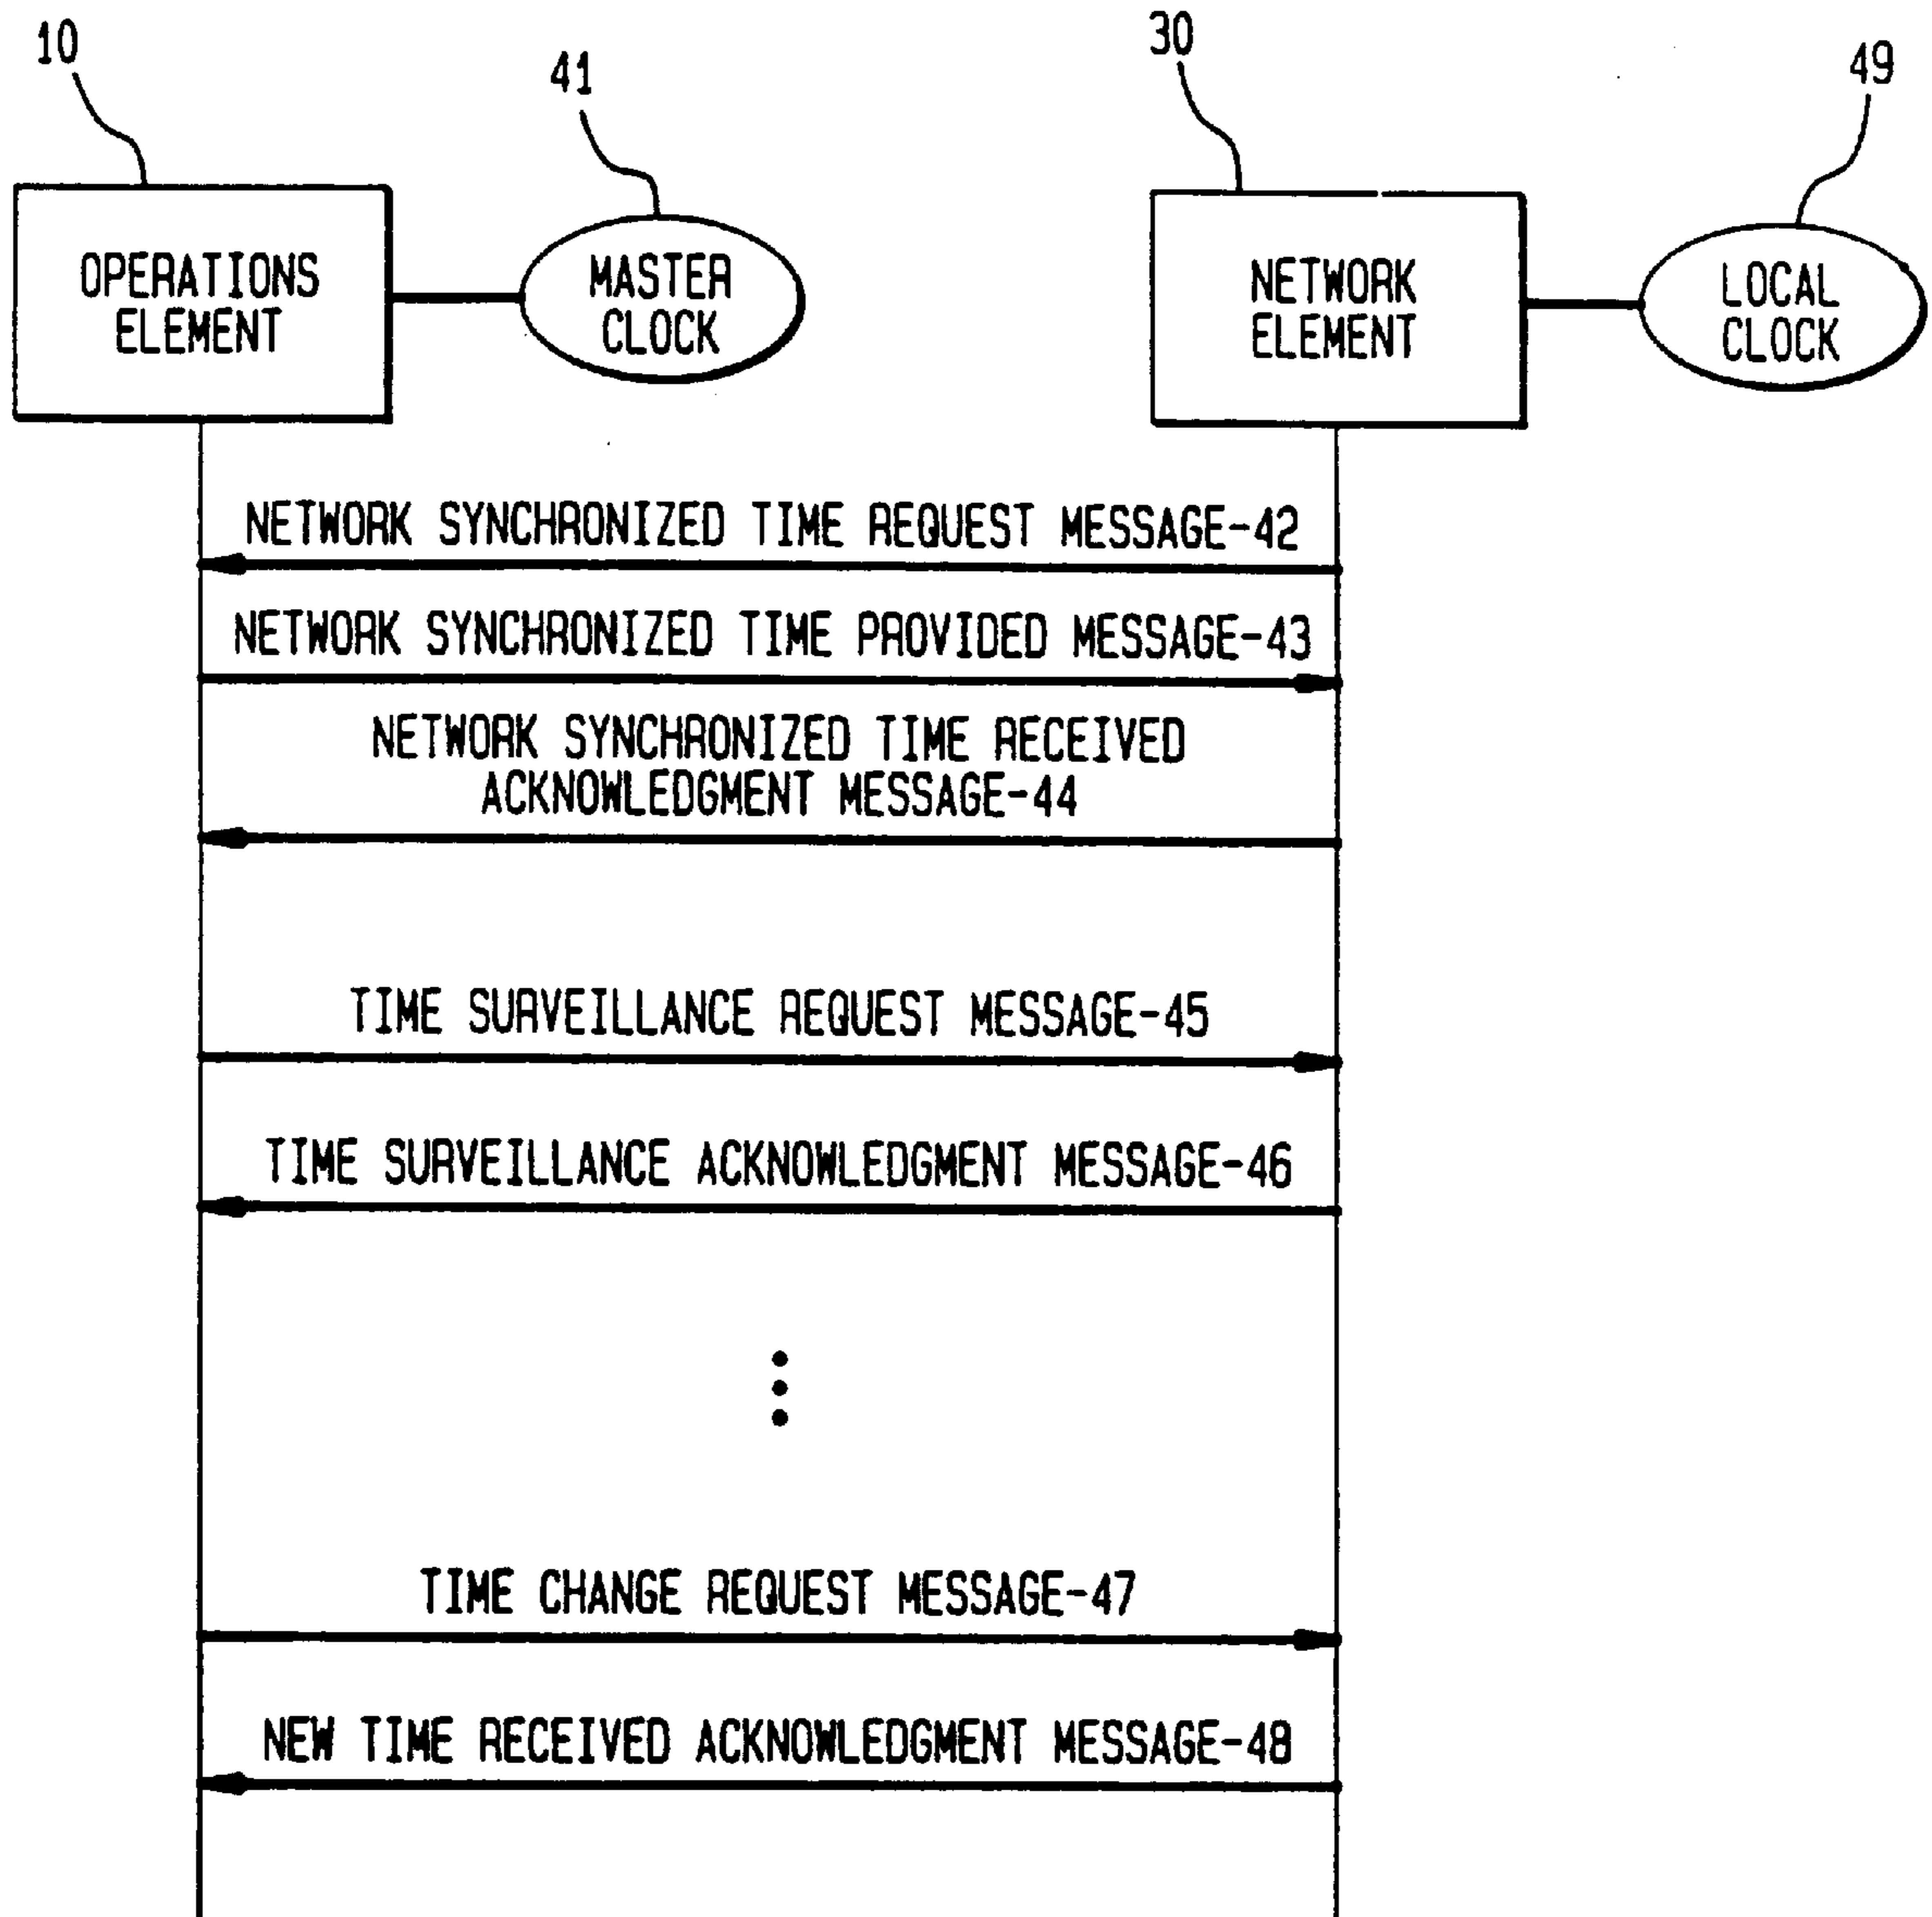 10
41
30
49
OPERATIONS
ELEMENT
MASTER
CLOCK
NETWORK
ELEMENT
LOCAL
CLOCK
NETWORK SYNCHRONIZED TIME REQUEST MESSAGE-42
NETWORK SYNCHRONIZED TIME PROVIDED MESSAGE-43
NETWORK SYNCHRONIZED TIME RECEIVED
ACKNOWLEDGMENT MESSAGE-44
TIME SURVEILLANCE REQUEST MESSAGE-45
TIME SURVEILLANCE ACKNOWLEDGMENT MESSAGE-46
TIME CHANGE REQUEST MESSAGE-47
NEW TIME RECEIVED ACKNOWLEDGMENT MESSAGE-48